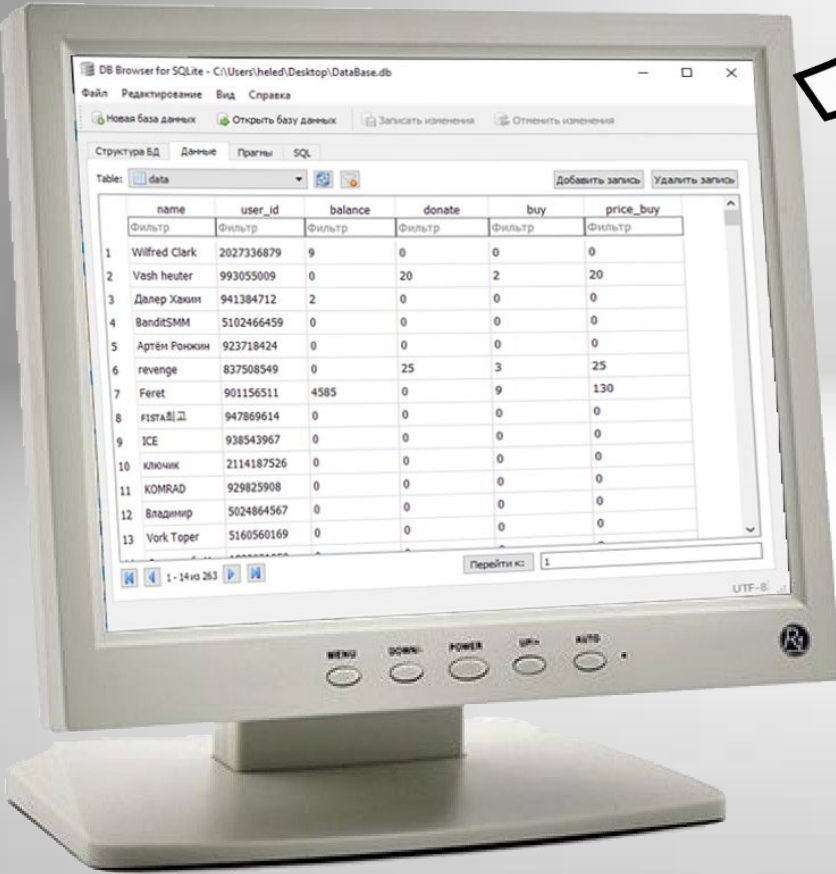 DB Browser for SQLite - C:\Users\heled\Desktop\DataBase.db
Файл Редактирование Вид Справка
Новая база данных Открыть базу данных Записать изменения Отменить изменения
Структура БД Данные Прагмы SQL
Table: data Добавить запись Удалить запись
name user_id balance donate buy price_buy
Фильтр Фильтр Фильтр Фильтр Фильтр Фильтр
1 Wilfred Clark 2027336879 9 0 0 0
2 Vash heuter 993055009 0 20 2 20
3 Далер Хаким 941384712 2 0 0 0
4 BanditSMM 5102466459 0 0 0 0
5 Артём Ронжин 923718424 0 0 0 0
6 revenge 837508549 0 25 3 25
7 Feret 901156511 4585 0 9 130
8 FISTA최고 947869614 0 0 0 0
9 ICE 938543967 0 0 0 0
10 ключик 2114187526 0 0 0 0
11 KOMRAD 929825908 0 0 0 0
12 Владимир 5024864567 0 0 0 0
13 Vork Toper 5160560169 0 0 0 0
1 - 14 из 263 Перейти к: 1
UTF-8
MENU DOWN/- POWER UP/+ AUTO